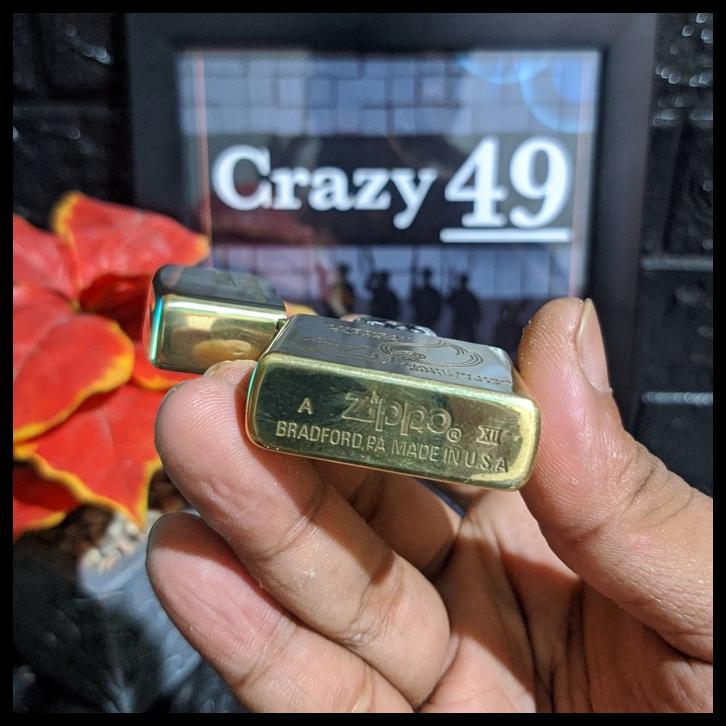 Crazy 49
A Zippo® XII
BRADFORD,PA MADE IN U.S.A